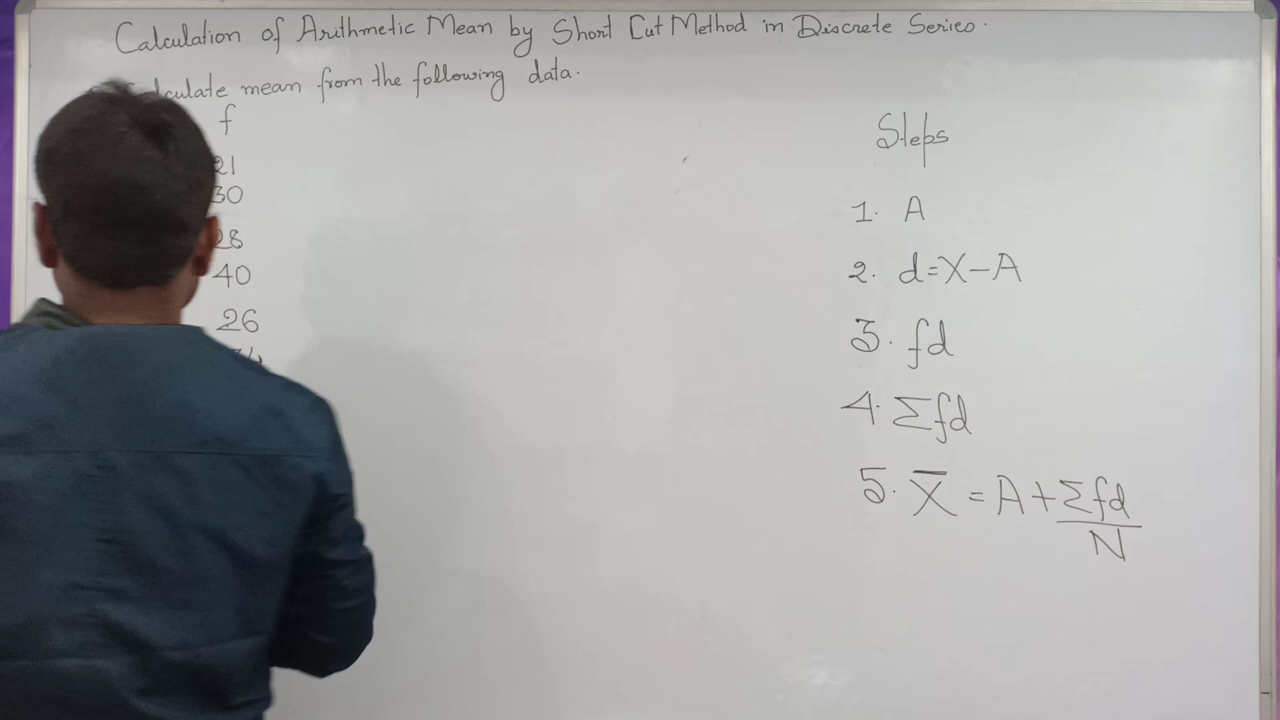 Calculation of Arithmetic Mean by Short Cut Method in Discrete Series.
mean from the following data.
f
21
30
28
40
26
Steps
1. A
2. d=X-A
3. fd
4. Σfd
5. X̄ = A+Σfd/N